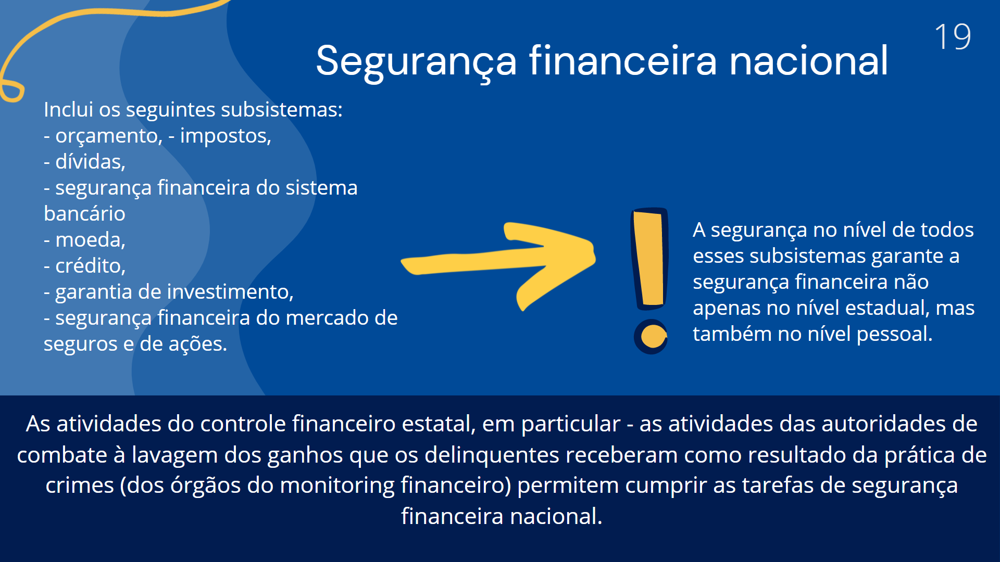 19
Segurança financeira nacional
Inclui os seguintes subsistemas:
- orçamento, - impostos,
- dívidas,
- segurança financeira do sistema
bancário
- moeda,
- crédito,
- garantia de investimento,
- segurança financeira do mercado de
seguros e de ações.
A segurança no nível de todos
esses subsistemas garante a
segurança financeira não
apenas no nível estadual, mas
também no nível pessoal.
As atividades do controle financeiro estatal, em particular - as atividades das autoridades de
combate à lavagem dos ganhos que os delinquentes receberam como resultado da prática de
crimes (dos órgãos do monitoring financeiro) permitem cumprir as tarefas de segurança
financeira nacional.